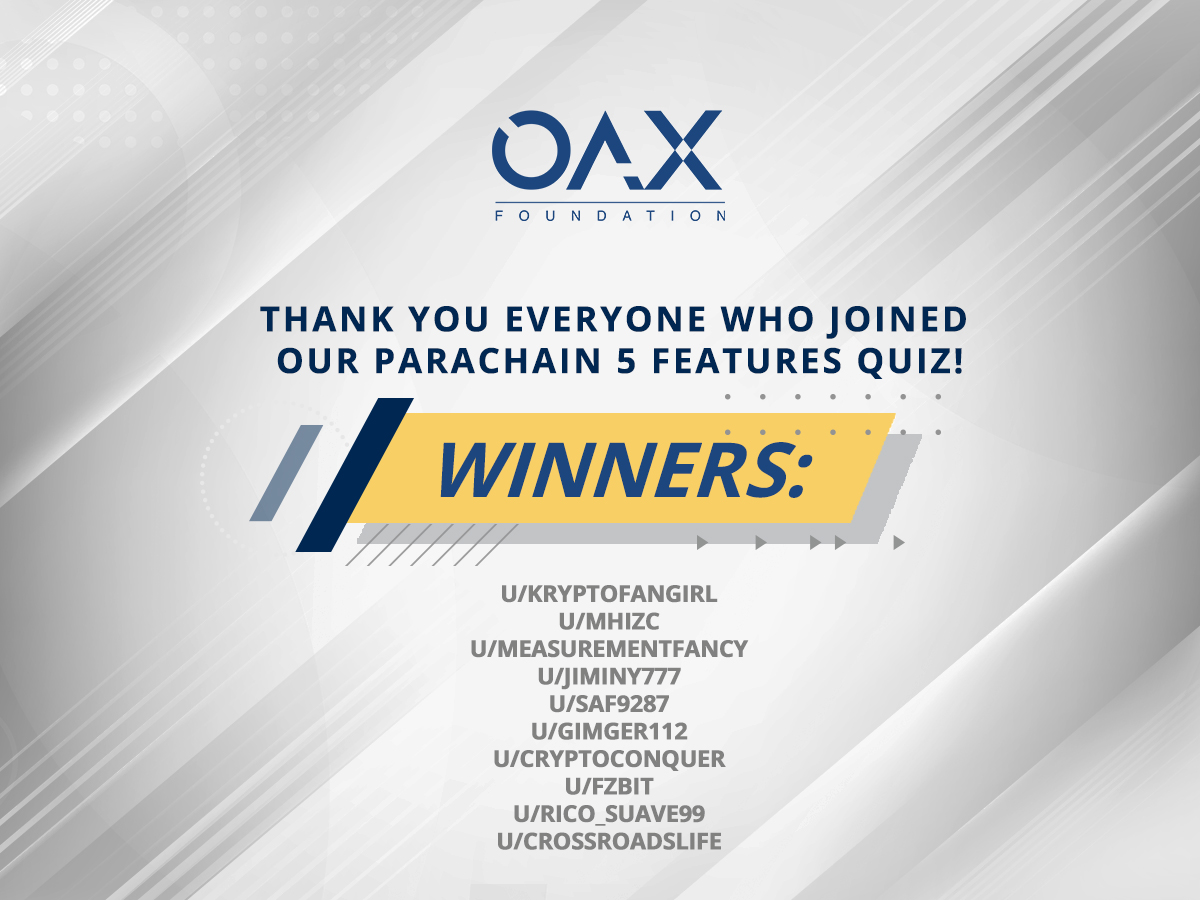 OAX
FOUNDATION
THANK YOU EVERYONE WHO JOINED
OUR PARACHAIN 5 FEATURES QUIZ!
WINNERS:
U/KRYPTOFANGIRL
U/MHIZC
U/MEASUREMENTFANCY
U/JIMINY777
U/SAF9287
U/GIMGER112
U/CRYPTOCONQUER
U/FZBIT
U/RICO_SUAVE99
U/CROSSROADSLIFE